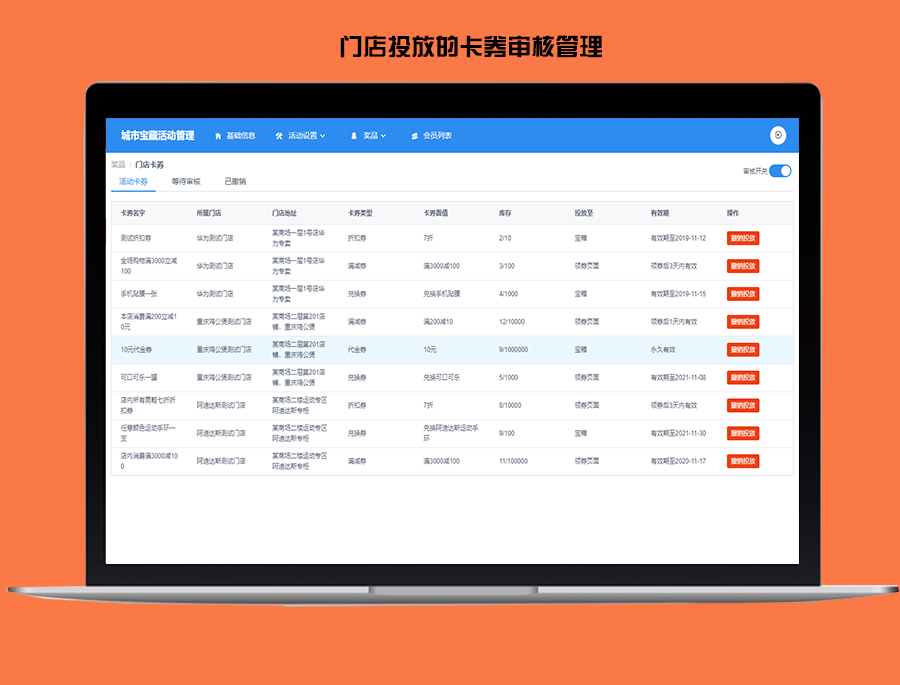 门店投放的卡券审核管理
城市宝藏活动管理 基础信息 活动设置 奖品 会员列表
奖品 / 门店卡券
审核开关
活动卡券 等待审核 已撤销
卡券名字 所属门店 门店地址 卡券类型 卡券面值 库存 投放至 有效期 操作
测试折扣券 华为测试门店 某商场一层1号店华 折扣券 7折 2/10 宝箱 有效期至2019-11-12 撤销投放
为专卖
全场购物满3000立减 华为测试门店 某商场一层1号店华 满减券 满3000减100 3/100 领券页面 领券后3天内有效 撤销投放
100 为专卖
手机贴膜一张 华为测试门店 某商场一层1号店华 兑换券 兑换手机贴膜 4/1000 宝箱 有效期至2019-11-15 撤销投放
为专卖
本店消费满200立减1 重庆鸡公煲测试门店 某商场二层第201店 满减券 满200减10 12/10000 领券页面 领券后1天内有效 撤销投放
0元 铺，重庆鸡公煲
10元代金券 重庆鸡公煲测试门店 某商场二层第201店 代金券 10元 9/1000000 宝箱 永久有效 撤销投放
铺，重庆鸡公煲
可口可乐一罐 重庆鸡公煲测试门店 某商场二层第201店 兑换券 兑换可口可乐 5/1000 领券页面 有效期至2021-11-08 撤销投放
铺，重庆鸡公煲
店内所有男鞋七折折 阿迪达斯测试门店 某商场二楼运动专区 折扣券 7折 8/10000 领券页面 领券后3天内有效 撤销投放
扣券 阿迪达斯专柜
任意颜色运动手环一 阿迪达斯测试门店 某商场二楼运动专区 兑换券 兑换阿迪达斯运动手 9/100 宝箱 有效期至2021-11-30 撤销投放
支 阿迪达斯专柜 环
店内消费满3000减10 阿迪达斯测试门店 某商场二楼运动专区 满减券 满3000减100 11/100000 领券页面 有效期至2020-11-17 撤销投放
0 阿迪达斯专柜